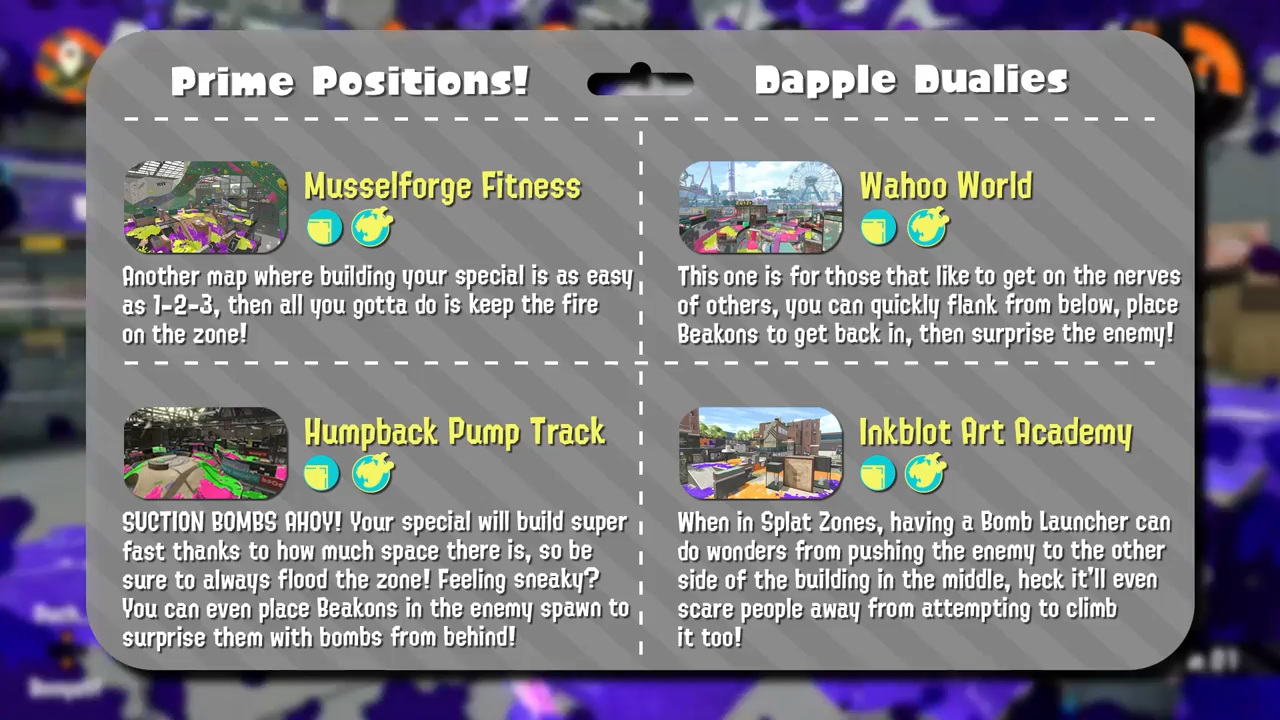 Prime Positions!
Dapple Dualies
Musselforge Fitness
Another map where building your special is as easy
as 1-2-3, then all you gotta do is keep the fire
on the zone!
Wahoo World
This one is for those that like to get on the nerves
of others, you can quickly flank from below, place
Beakons to get back in, then surprise the enemy!
Humpback Pump Track
SUCTION BOMBS AHOY! Your special will build super
fast thanks to how much space there is, so be
sure to always flood the zone! Feeling sneaky?
You can even place Beakons in the enemy spawn to
surprise them with bombs from behind!
Inkblot Art Academy
When in Splat Zones, having a Bomb Launcher can
do wonders from pushing the enemy to the other
side of the building in the middle, heck it'll even
scare people away from attempting to climb
it too!